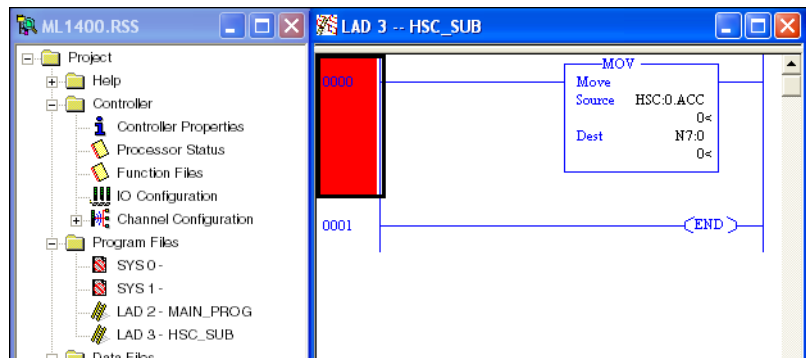 ML1400.RSS
Project
Help
Controller
Controller Properties
Processor Status
Function Files
IO Configuration
Channel Configuration
Program Files
SYS 0 -
SYS 1 -
LAD 2 - MAIN_PROG
LAD 3 - HSC_SUB
Data Files
LAD 3 -- HSC_SUB
0000
MOV
Move
Source HSC:0.ACC
0<
Dest N7:0
0<
0001
END